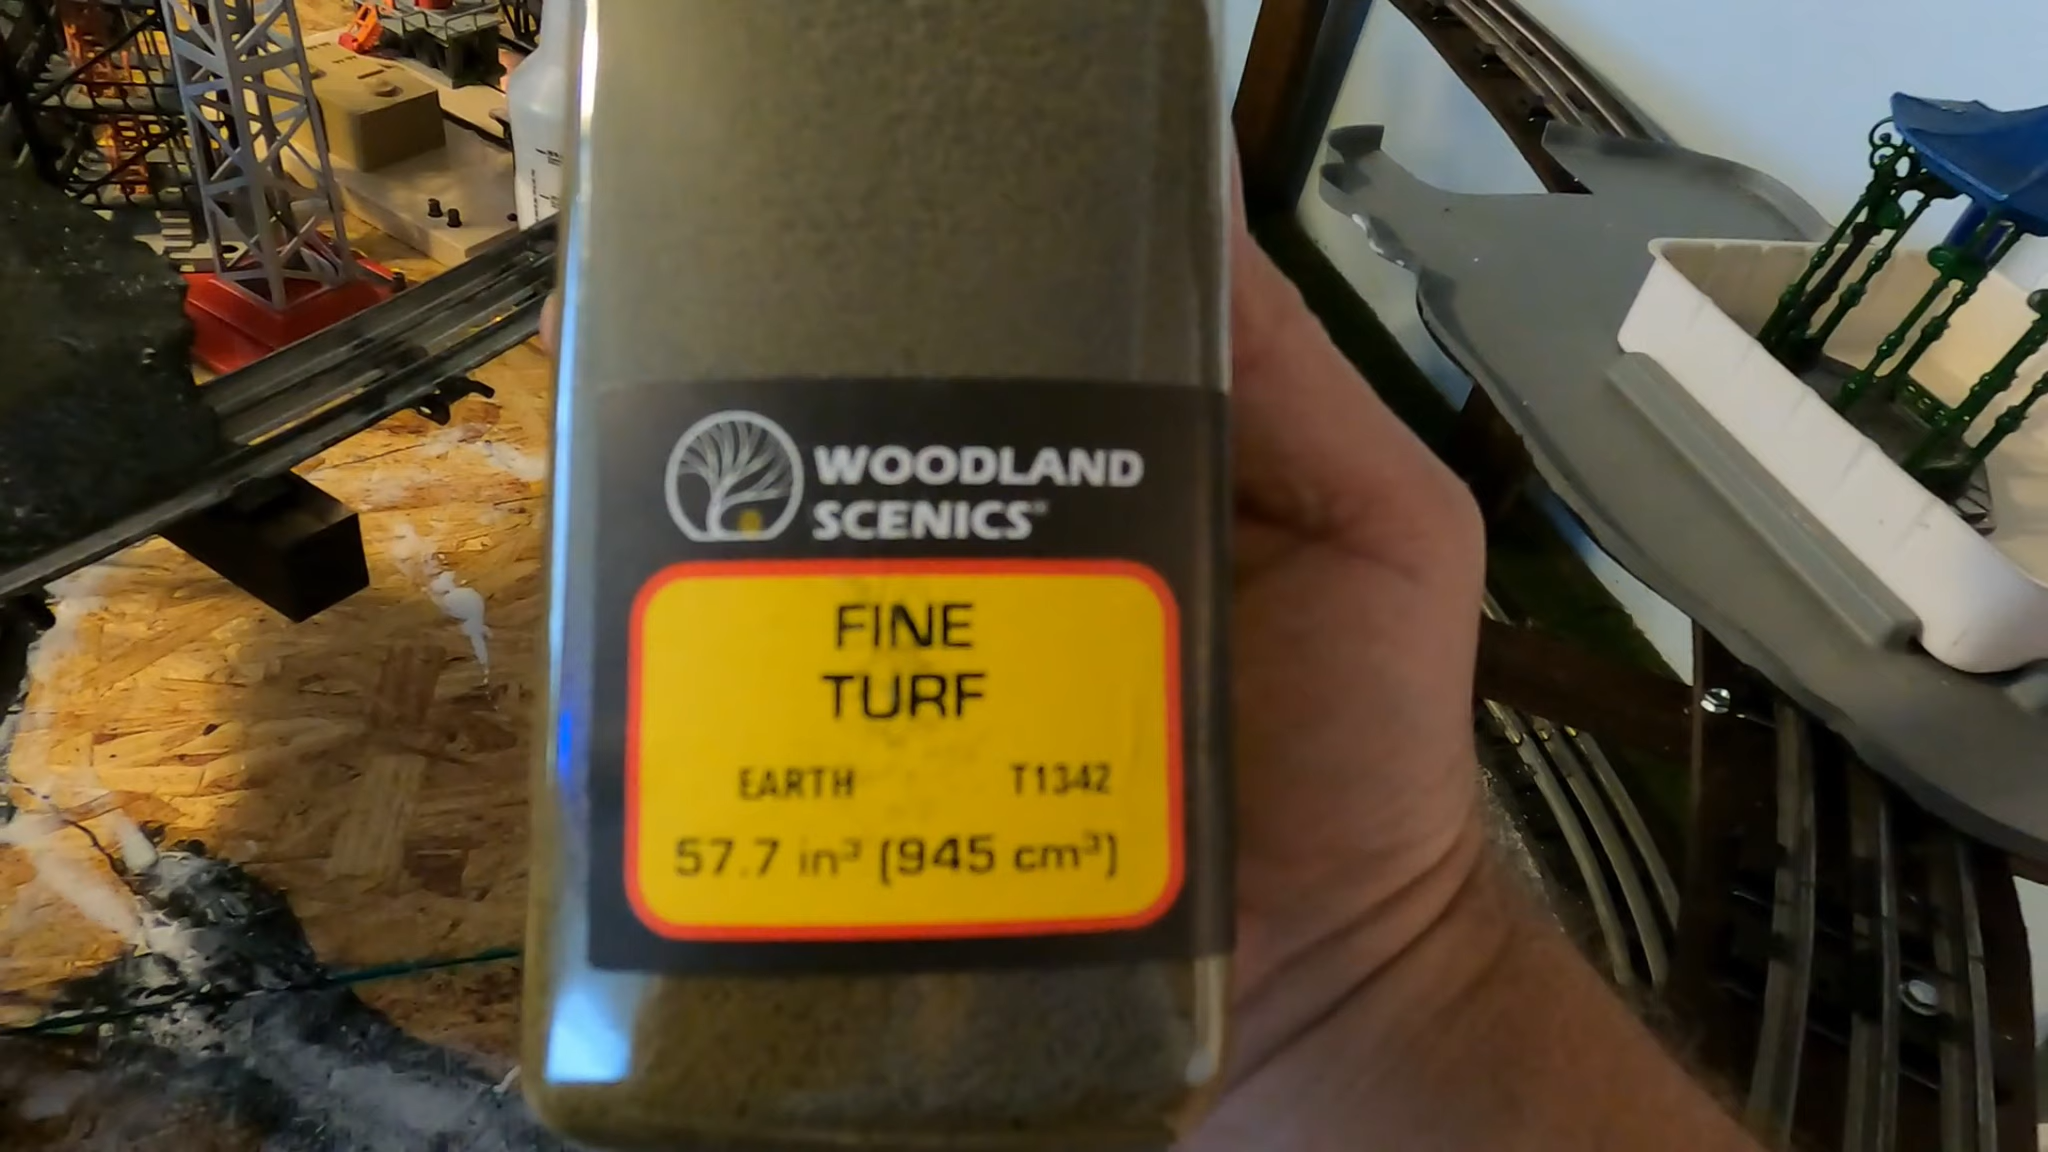 WOODLAND
SCENICS
FINE
TURF
EARTH T1342
57.7 in³ (945 cm³)